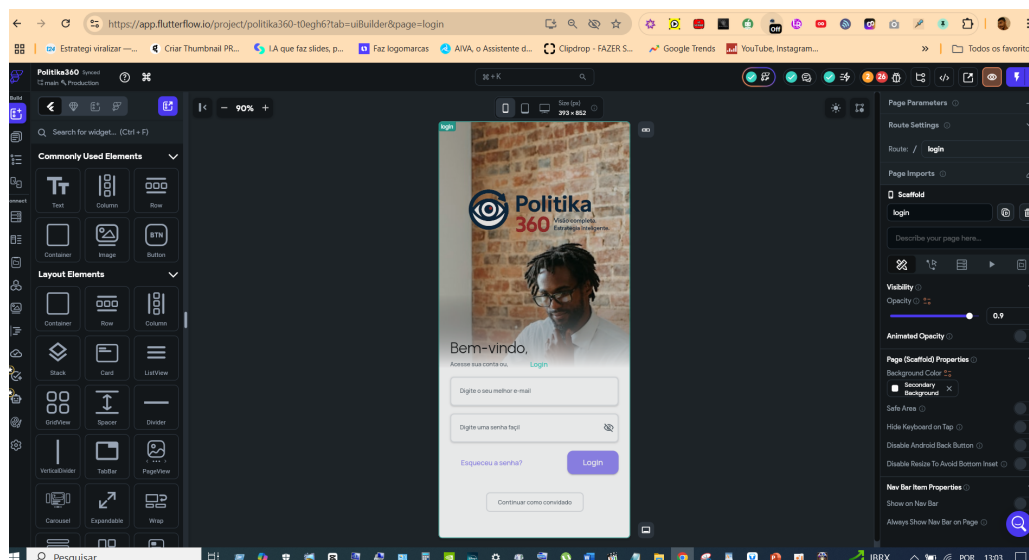 https://app.flutterflow.io/project/politika360-t0egh6?tab=uiBuilder&page=login
Estrategi viralizar —...
Criar Thumbnail PR...
I.A que faz slides, p...
Faz logomarcas
AIVA, o Assistente d...
Clipdrop - FAZER S...
Google Trends
YouTube, Instagram...
»
Todos os favorito
Politika360 Synced
main Production
⌘+K
2 26
Build
90%
Size (px)
393 × 852
Search for widget... (Ctrl + F)
Commonly Used Elements
Text
Column
Row
Container
Image
Button
Layout Elements
Container
Row
Column
Stack
Card
ListView
GridView
Spacer
Divider
VerticalDivider
TabBar
PageView
Carousel
Expandable
Wrap
login
Politika
360 Visão completa.
Estratégia Inteligente.
Bem-vindo,
Acesse sua conta ou,
Login
Digite o seu melhor e-mail
Digite uma senha façil
Esqueceu a senha?
Login
Continuar como convidado
Page Parameters
Route Settings
Route: / login
Page Imports
Scaffold
login
Describe your page here...
Visibility
Opacity
0.9
Animated Opacity
Page (Scaffold) Properties
Background Color
Secondary
Background
Safe Area
Hide Keyboard on Tap
Disable Android Back Button
Disable Resize To Avoid Bottom Inset
Nav Bar Item Properties
Show on Nav Bar
Always Show Nav Bar on Page
Pesquisar
IBRX
POR
13:03